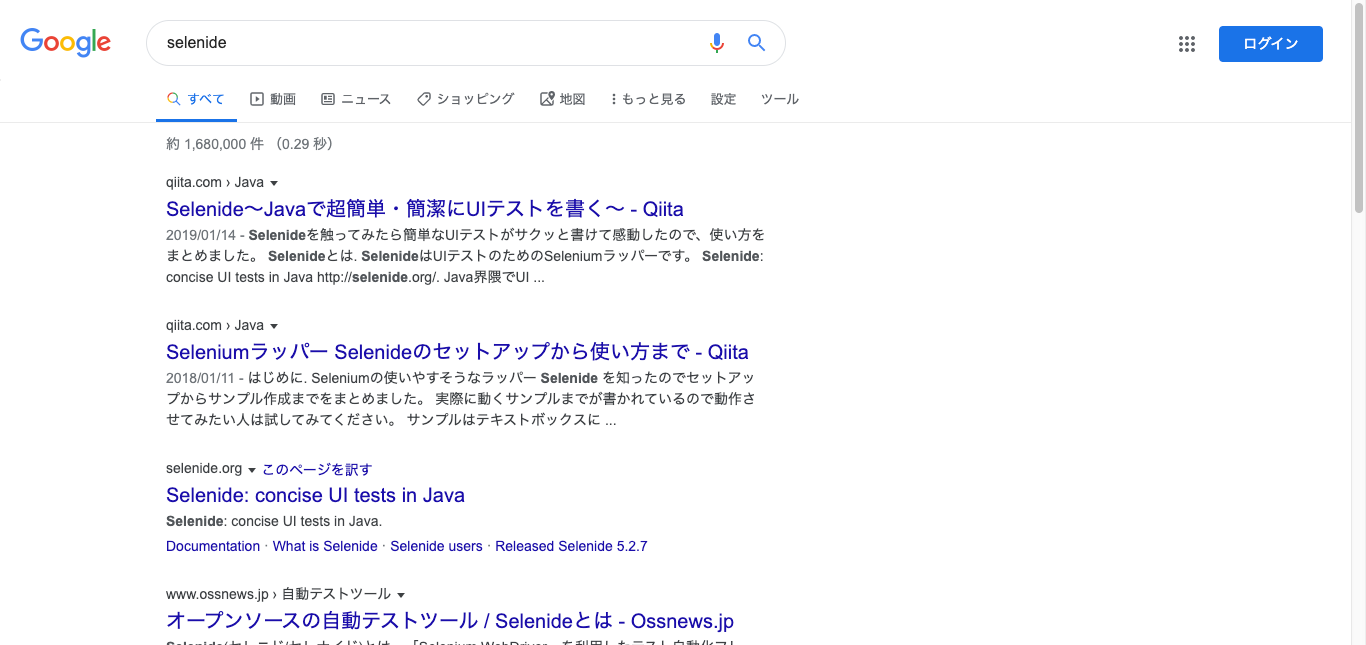 Google
selenide
ログイン
すべて 動画 ニュース ショッピング 地図 もっと見る 設定 ツール
約 1,680,000 件 （0.29 秒）
qiita.com › Java
Selenide〜Javaで超簡単・簡潔にUIテストを書く〜 - Qiita
2019/01/14 - Selenideを触ってみたら簡単なUIテストがサクッと書けて感動したので、使い方を
まとめました。 Selenideとは. SelenideはUIテストのためのSeleniumラッパーです。 Selenide:
concise UI tests in Java http://selenide.org/. Java界隈でUI ...
qiita.com › Java
Seleniumラッパー Selenideのセットアップから使い方まで - Qiita
2018/01/11 - はじめに. Seleniumの使いやすそうなラッパー Selenide を知ったのでセットアッ
プからサンプル作成までをまとめました。 実際に動くサンプルまでが書かれているので動作さ
せてみたい人は試してみてください。 サンプルはテキストボックスに ...
selenide.org このページを訳す
Selenide: concise UI tests in Java
Selenide: concise UI tests in Java.
Documentation · What is Selenide · Selenide users · Released Selenide 5.2.7
www.ossnews.jp › 自動テストツール
オープンソースの自動テストツール / Selenideとは - Ossnews.jp